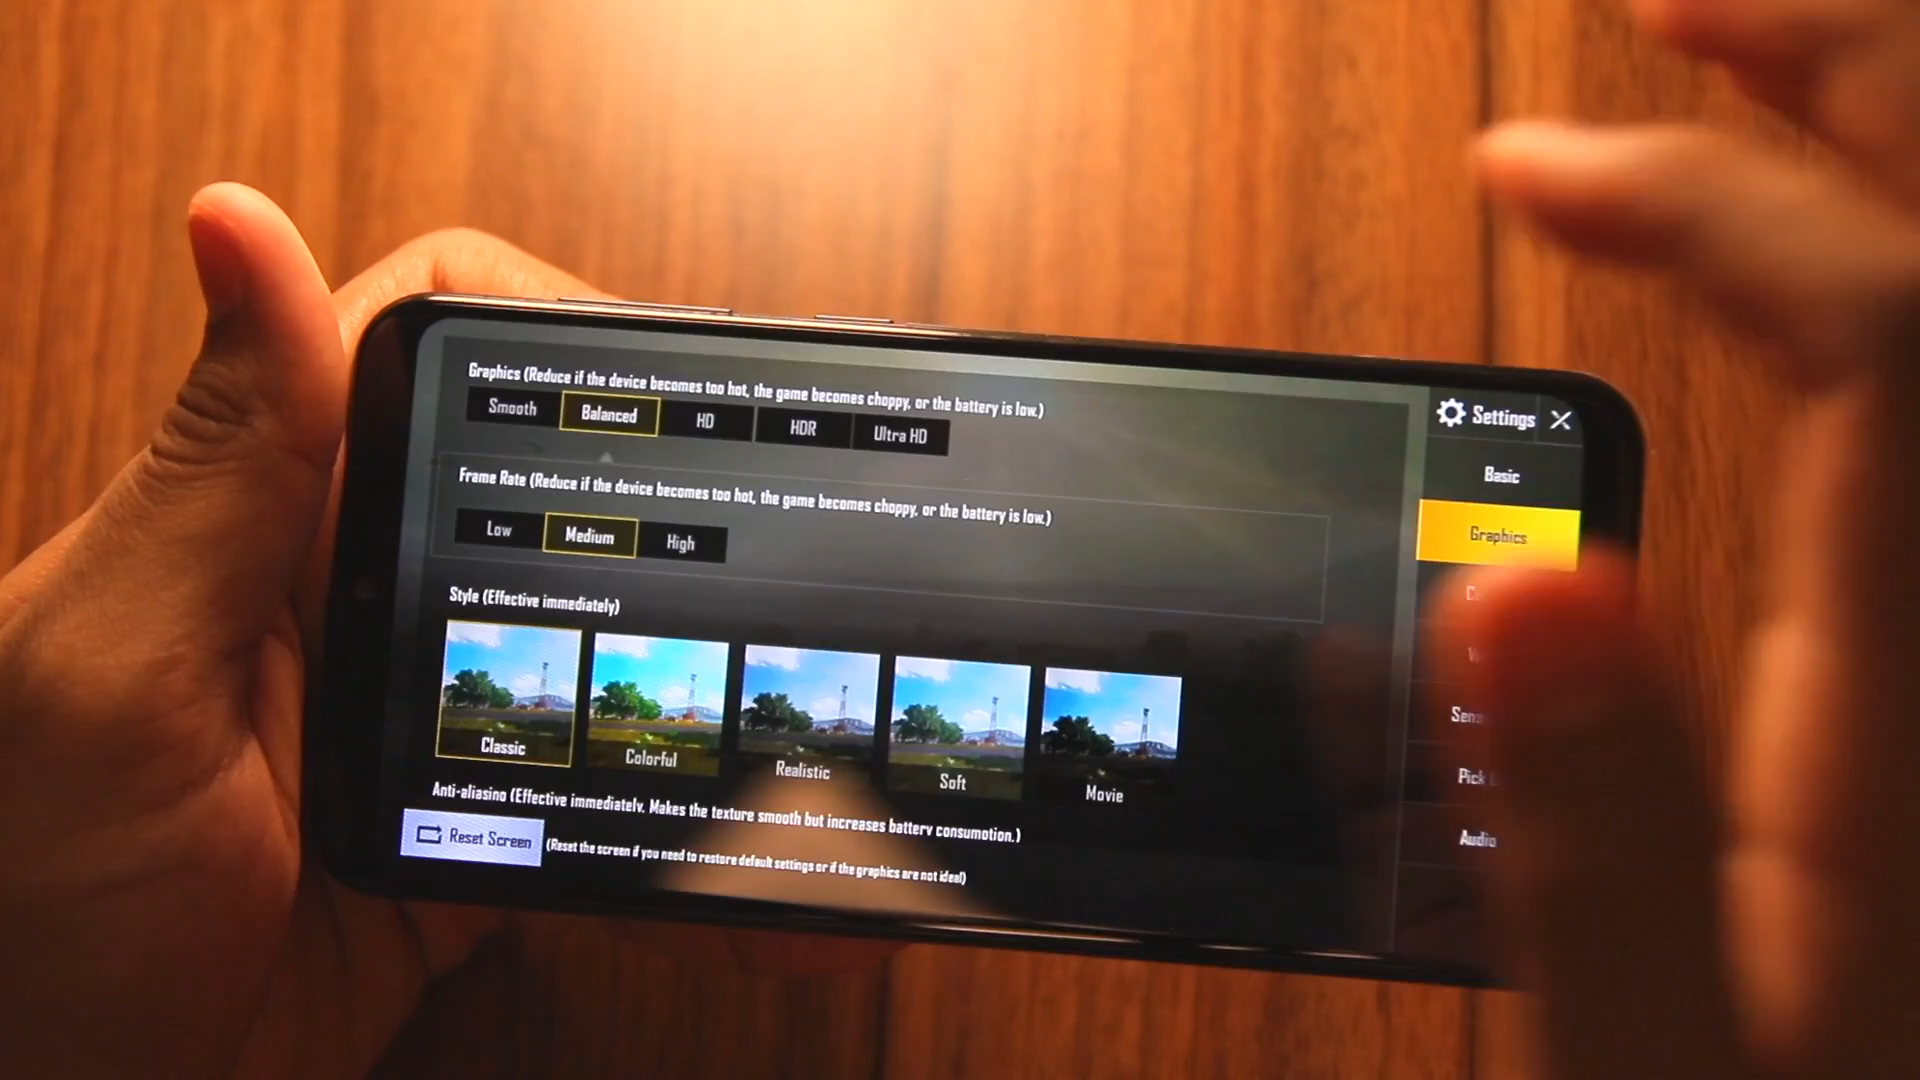 Graphics (Reduce if the device becomes too hot, the game becomes choppy, or the battery is low.)
Smooth Balanced HD HDR Ultra HD
Frame Rate (Reduce if the device becomes too hot, the game becomes choppy, or the battery is low.)
Low Medium High
Style (Effective immediately)
Classic Colorful Realistic Soft Movie
Anti-aliasing (Effective immediately. Makes the texture smooth but increases battery consumption.)
Reset Screen (Reset the screen if you need to restore default settings or if the graphics are not ideal)
Settings
Basic
Graphics
Pick
Audio